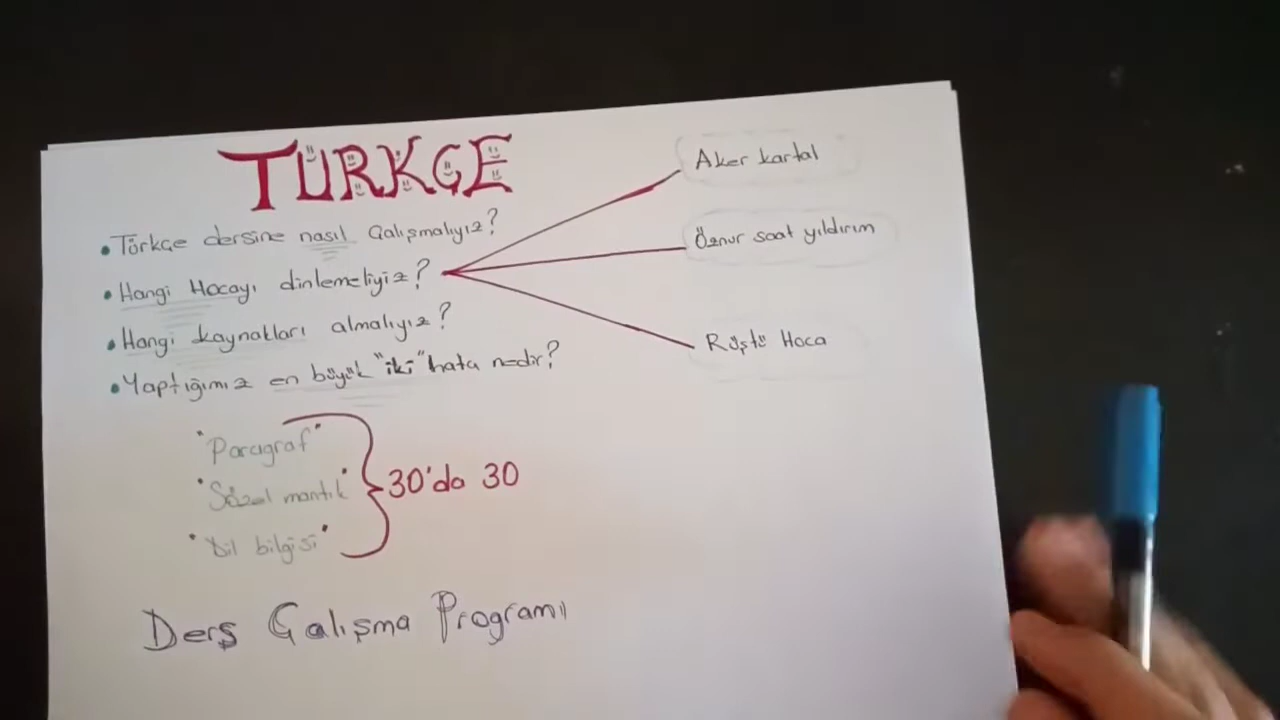 TÜRKÇE
• Türkçe dersine nasıl Çalışmalıyız?
• Hangi Hocayı dinlemeliyiz?
• Hangi kaynakları almalıyız?
• Yaptığımız en büyük "iki" hata nedir?
Aker kartal
Öznur saat yıldırım
Rüştü Hoca
"Paragraf"
"Sözel mantık"
"Dil bilgisi"
30'da 30
Ders Çalışma Programı